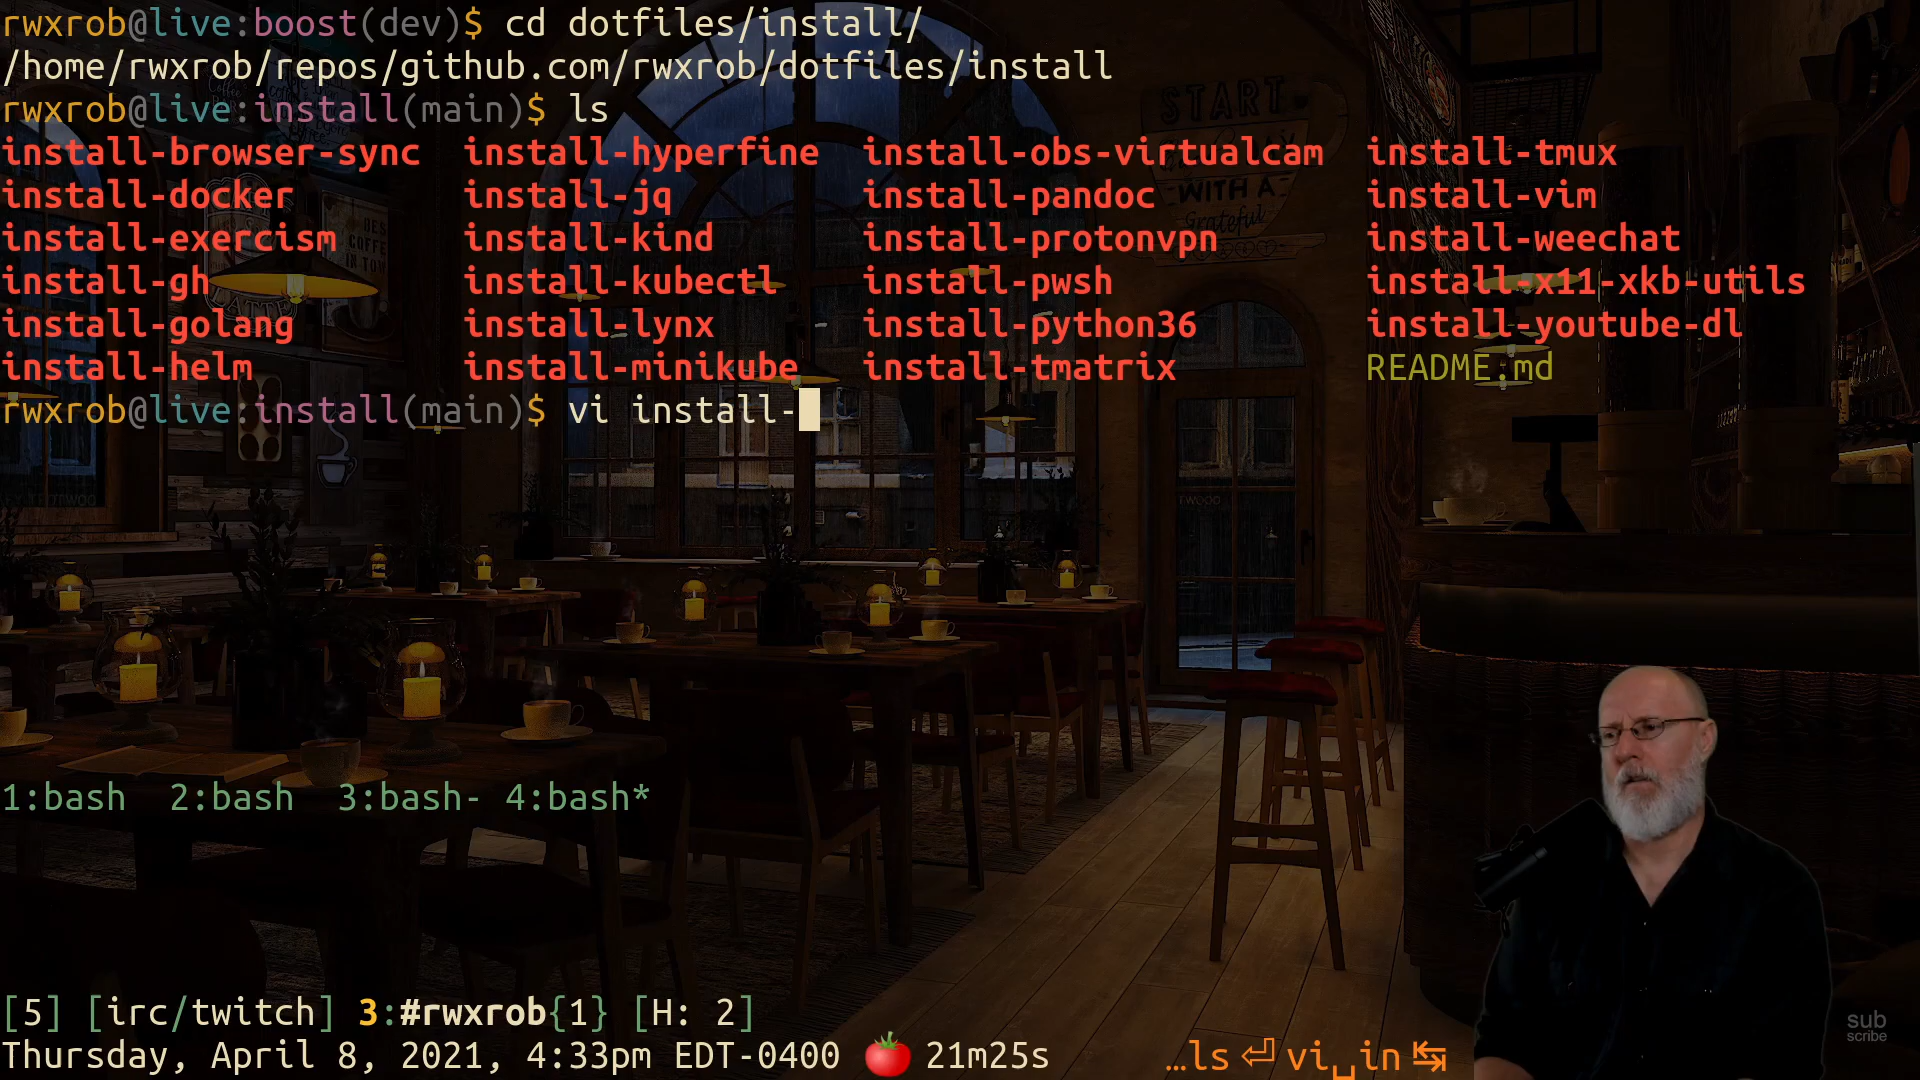 rwxrob@live:boost(dev)$ cd dotfiles/install/
/home/rwxrob/repos/github.com/rwxrob/dotfiles/install
rwxrob@live:install(main)$ ls
install-browser-sync  install-hyperfine  install-obs-virtualcam  install-tmux
install-docker        install-jq         install-pandoc          install-vim
install-exercism      install-kind       install-protonvpn       install-weechat
install-gh            install-kubectl    install-pwsh            install-x11-xkb-utils
install-golang        install-lynx       install-python36        install-youtube-dl
install-helm          install-minikube   install-tmatrix         README.md
rwxrob@live:install(main)$ vi install-
START
WITH A
Grateful
LATTE
1:bash  2:bash  3:bash- 4:bash*
[5] [irc/twitch] 3:#rwxrob{1} [H: 2]
Thursday, April 8, 2021, 4:33pm EDT-0400 🍅 21m25s …ls⏎vi␣in↹
sub
scribe